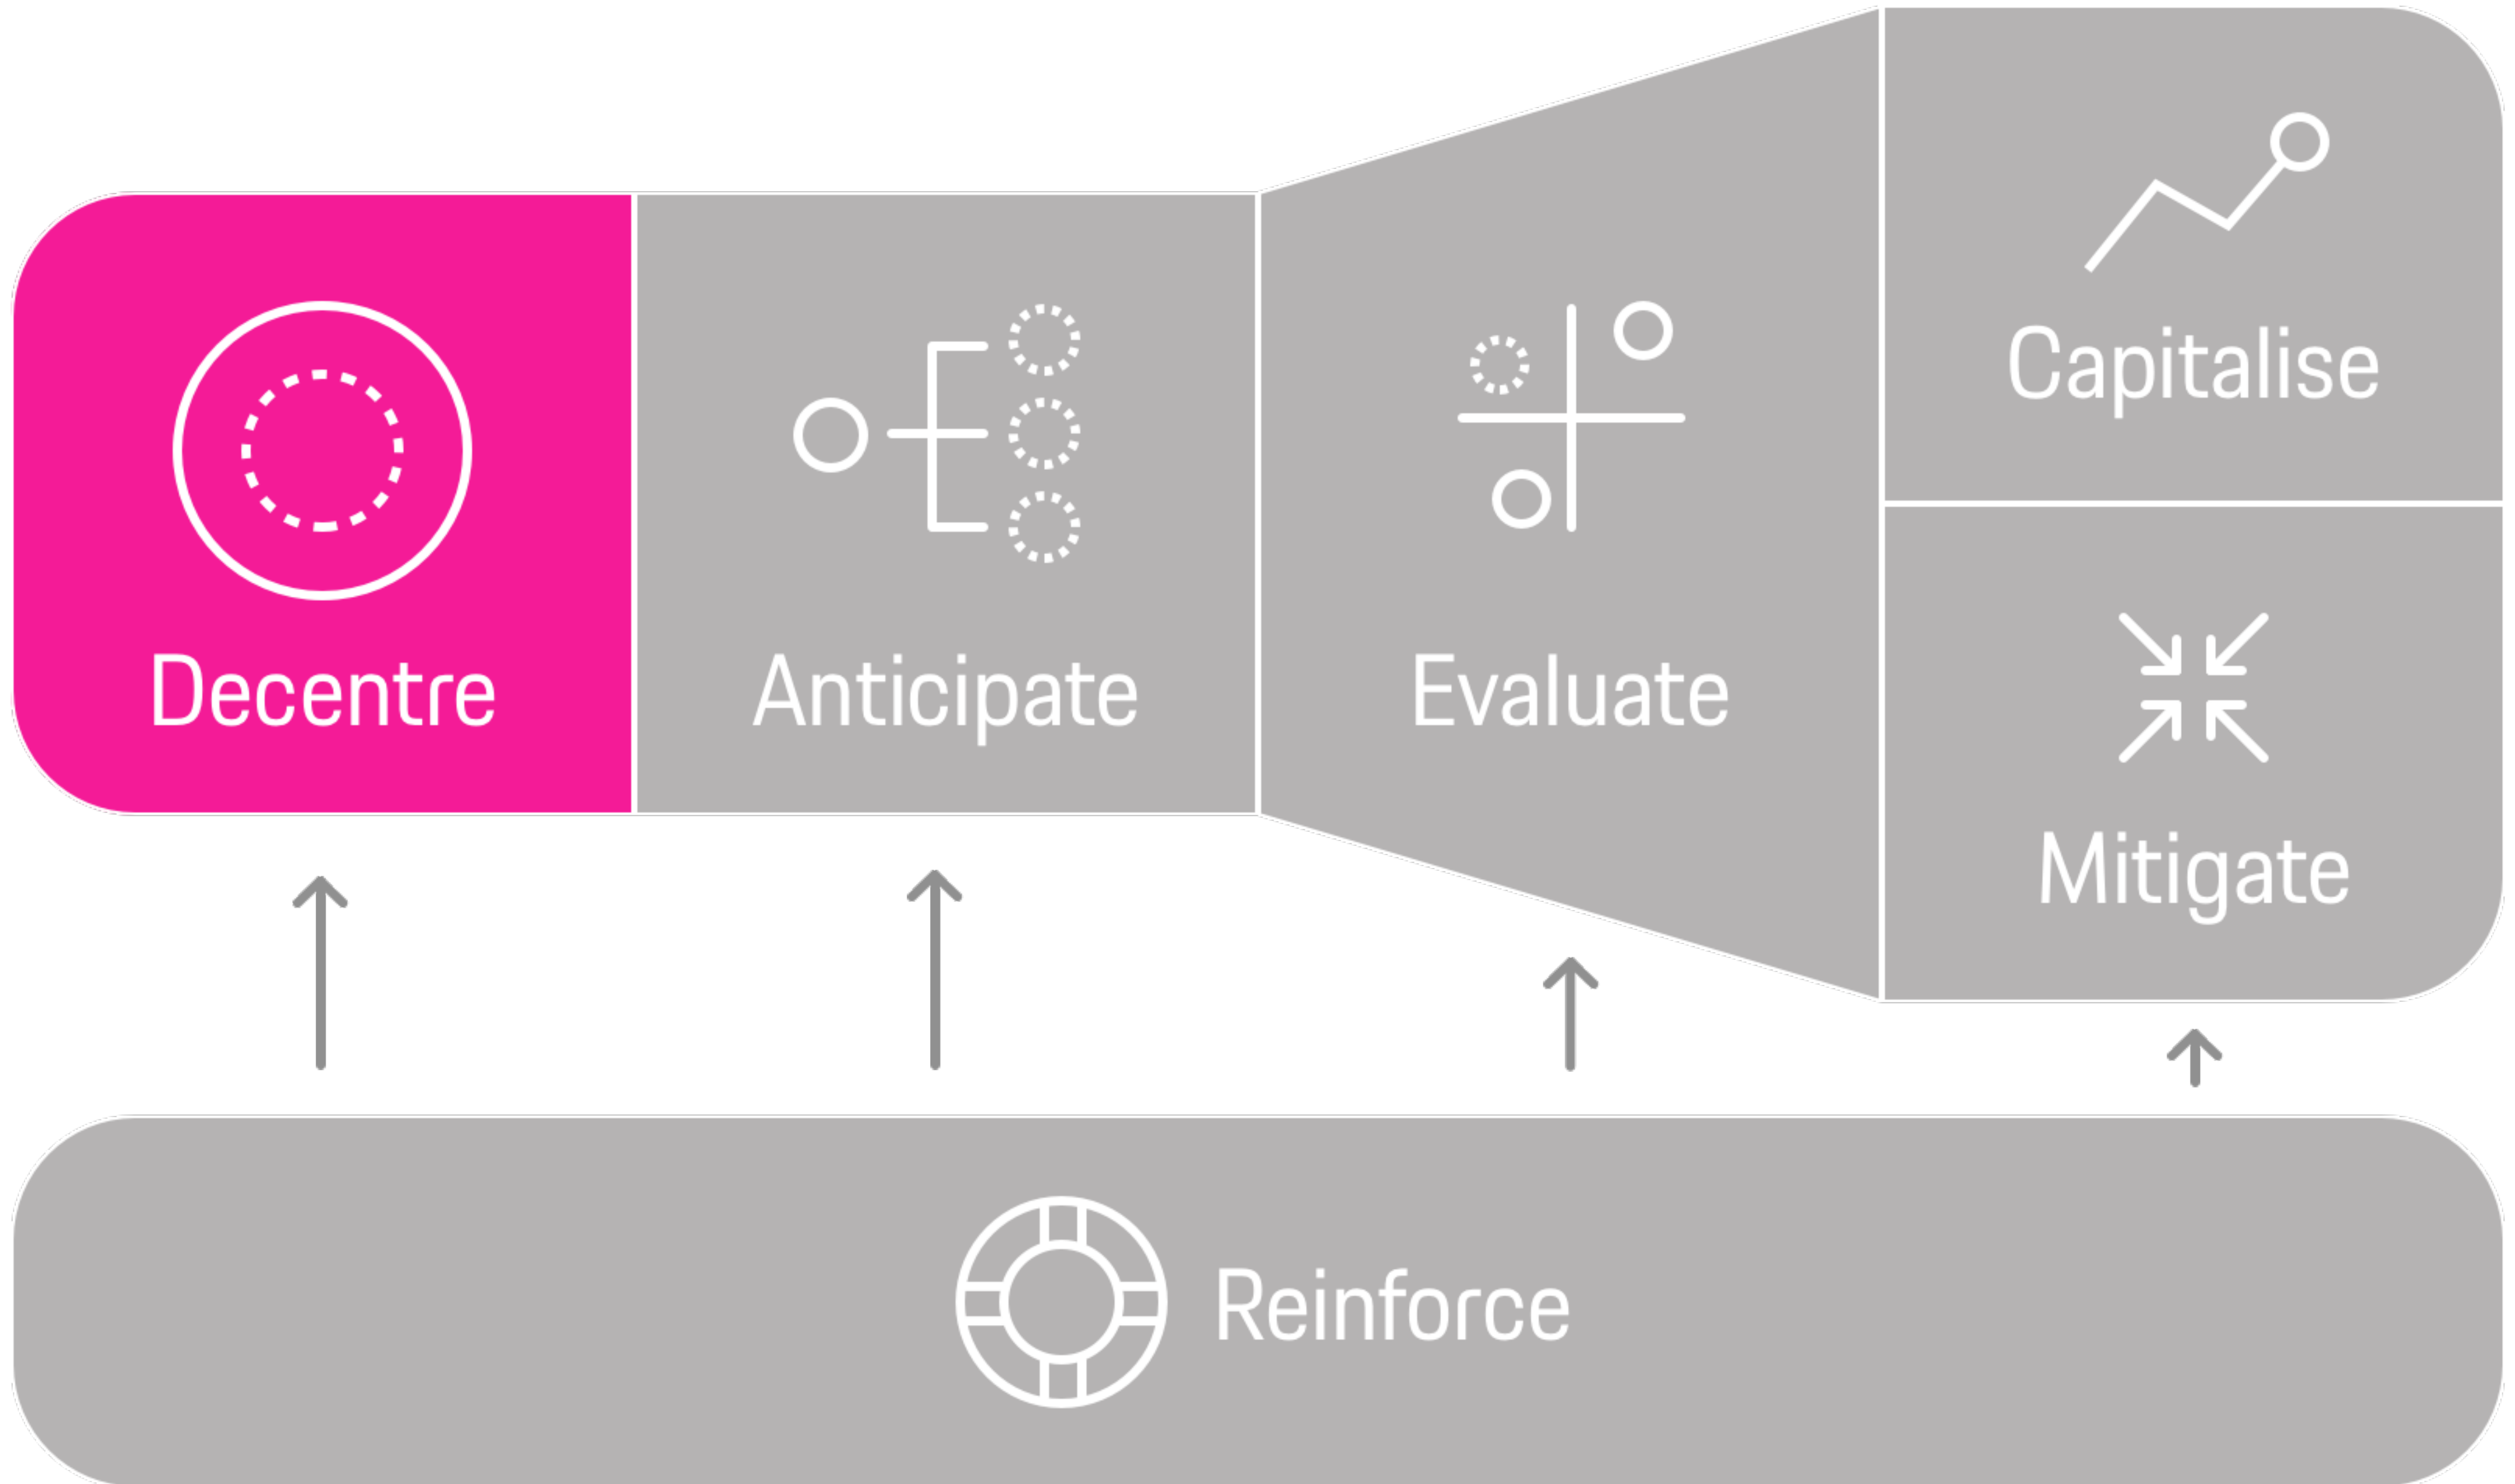 Decentre
Anticipate
Evaluate
Capitalise
Mitigate
Reinforce